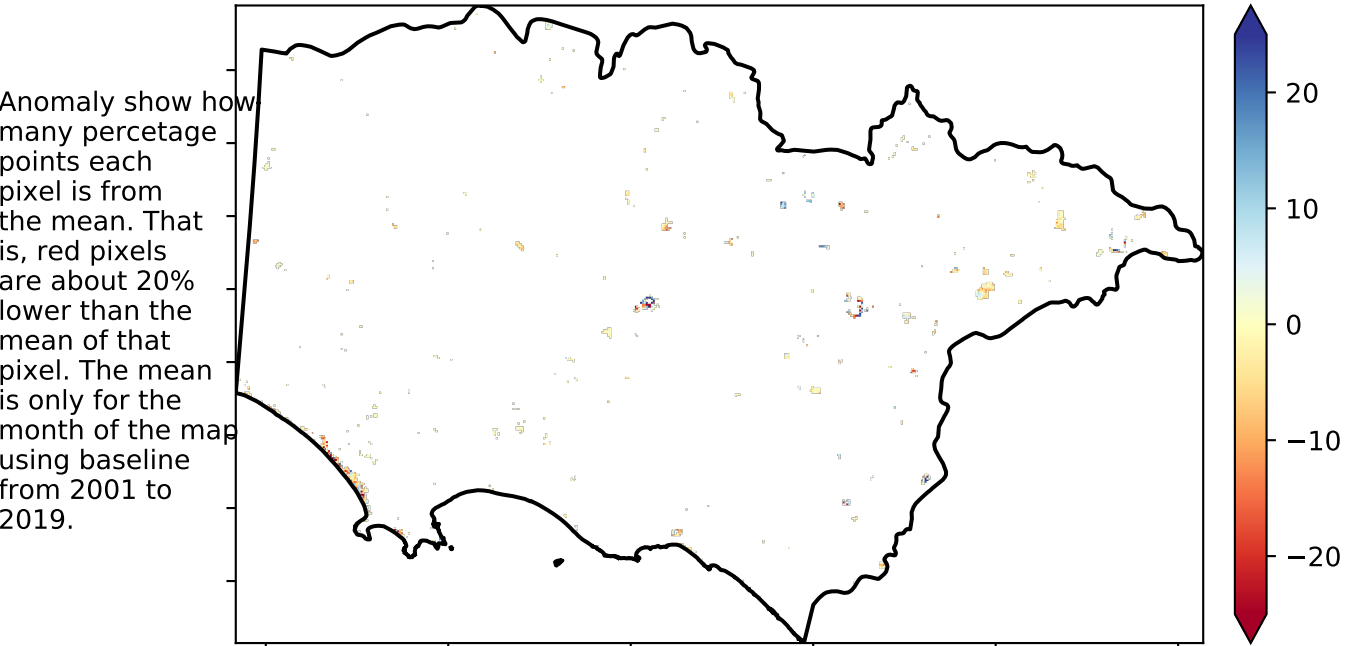 Anomaly show how
many percetage
points each
pixel is from
the mean. That
is, red pixels
are about 20%
lower than the
mean of that
pixel. The mean
is only for the
month of the map
using baseline
from 2001 to
2019.
20
10
0
−10
−20